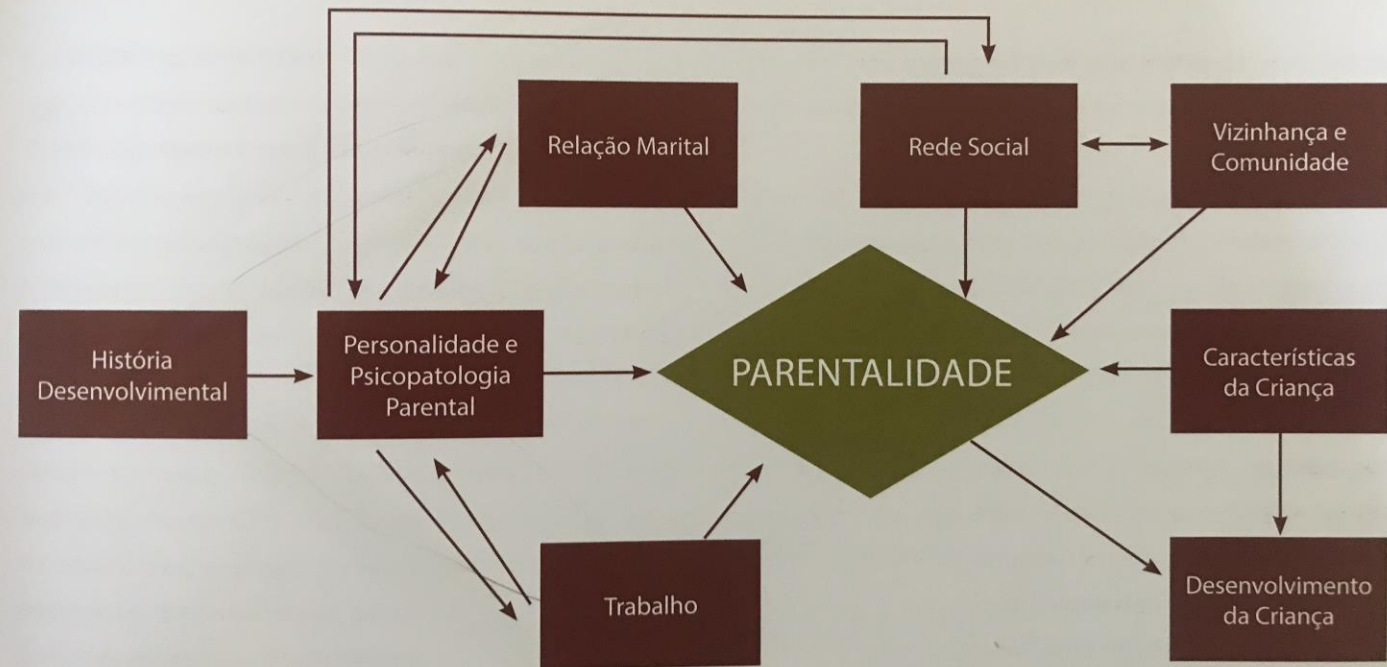 Relação Marital
Rede Social
Vizinhança e
Comunidade
História
Desenvolvimental
Personalidade e
Psicopatologia
Parental
PARENTALIDADE
Características
da Criança
Trabalho
Desenvolvimento
da Criança